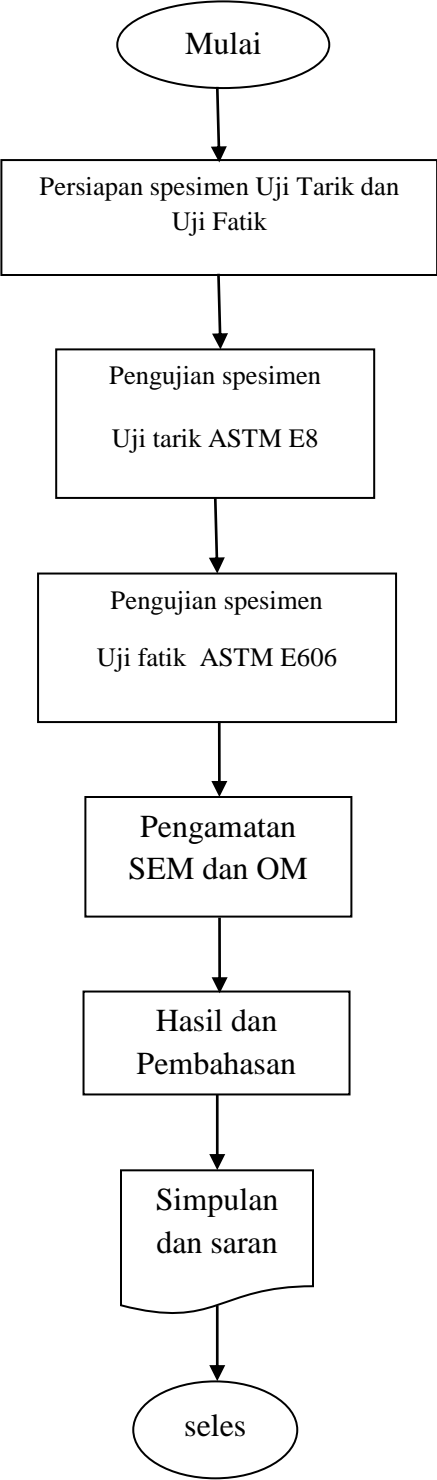 Mulai
Persiapan spesimen Uji Tarik dan
Uji Fatik
Pengujian spesimen
Uji tarik ASTM E8
Pengujian spesimen
Uji fatik  ASTM E606
Pengamatan
SEM dan OM
Hasil dan
Pembahasan
Simpulan
dan saran
seles